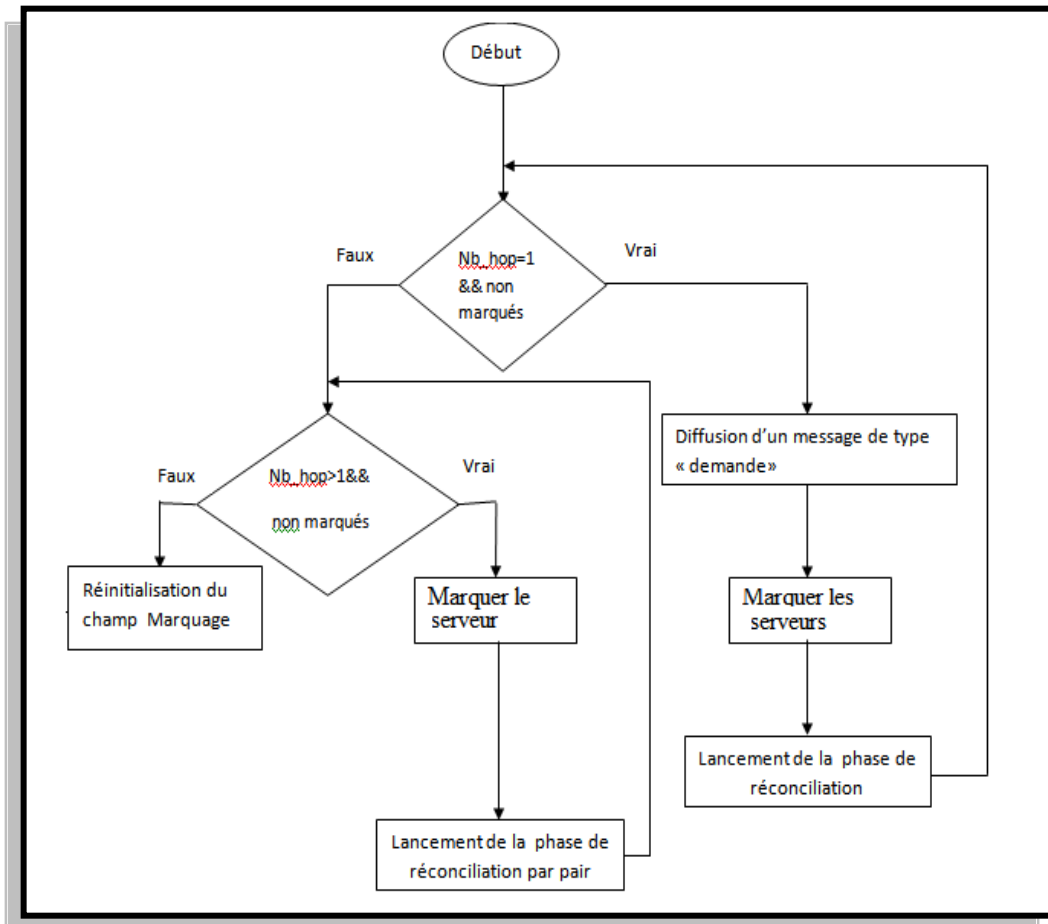 Début
Faux
Nb_hop=1
&& non
marqués
Vrai
Diffusion d'un message de type
« demande»
Faux
Nb_hop>1&&
non marqués
Vrai
Réinitialisation du
champ Marquage
Marquer le
serveur
Marquer les
serveurs
Lancement de la phase de
réconciliation
Lancement de la phase de
réconciliation par pair